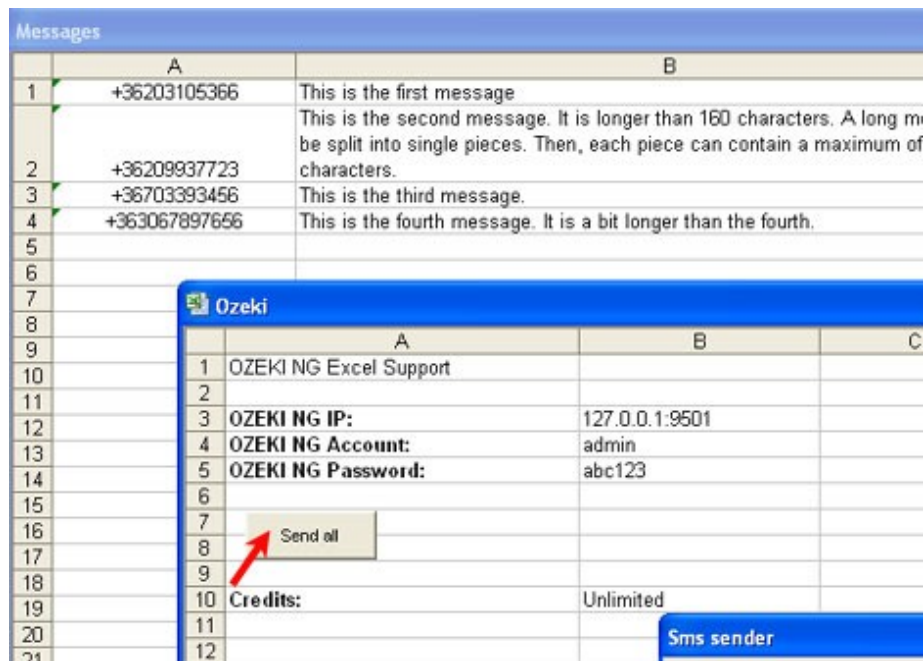 Messages
A B
1 +36203105366 This is the first message
This is the second message. It is longer than 160 characters. A long
be split into single pieces. Then, each piece can contain a maximum of
2 +36209937723 characters.
3 +36703393456 This is the third message.
4 +363067897656 This is the fourth message. It is a bit longer than the fourth.
5
6
7
8
9
10
11
12
13
14
15
16
17
18
19
20
21
Ozeki
A B C
1 OZEKI NG Excel Support
2
3 OZEKI NG IP: 127.0.0.1:9501
4 OZEKI NG Account: admin
5 OZEKI NG Password: abc123
6
7
Send all
8
9
10 Credits: Unlimited
11
12
Sms sender